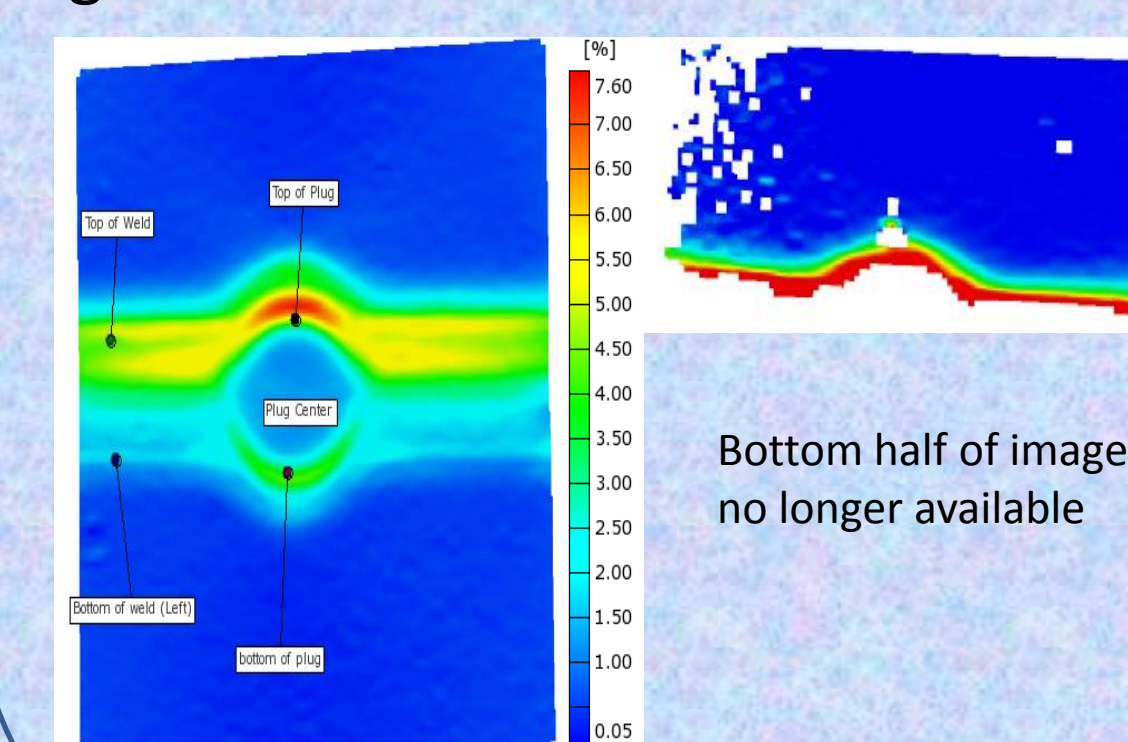 [%]
7.60
7.00
6.50
6.00
5.50
5.00
4.50
4.00
3.50
3.00
2.50
2.00
1.50
1.00
0.05
Top of Plug
Top of Weld
Plug Center
Bottom of weld (Left)
bottom of plug
Bottom half of image
no longer available